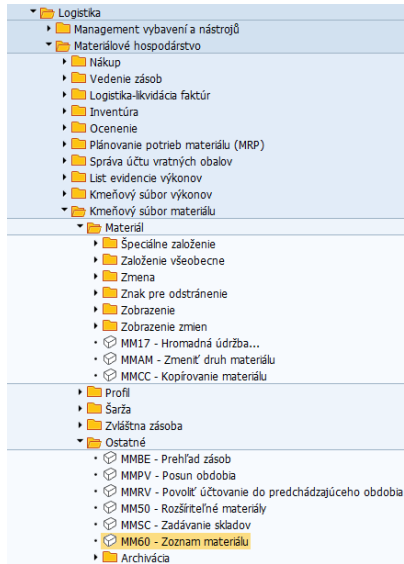 Logistika
Management vybavení a nástrojů
Materiálové hospodárstvo
Nákup
Vedenie zásob
Logistika-likvidácia faktúr
Inventúra
Ocenenie
Plánovanie potrieb materiálu (MRP)
Správa účtu vratných obalov
List evidencie výkonov
Kmeňový súbor výkonov
Kmeňový súbor materiálu
Materiál
Špeciálne založenie
Založenie všeobecne
Zmena
Znak pre odstránenie
Zobrazenie
Zobrazenie zmien
MM17 - Hromadná údržba...
MMAM - Zmeniť druh materiálu
MMCC - Kopírovanie materiálu
Profil
Šarža
Zvláštna zásoba
Ostatné
MMBE - Prehľad zásob
MMPV - Posun obdobia
MMRV - Povoliť účtovanie do predchádzajúceho obdobia
MM50 - Rozšíriteľné materiály
MMSC - Zadávanie skladov
MM60 - Zoznam materiálu
Archivácia